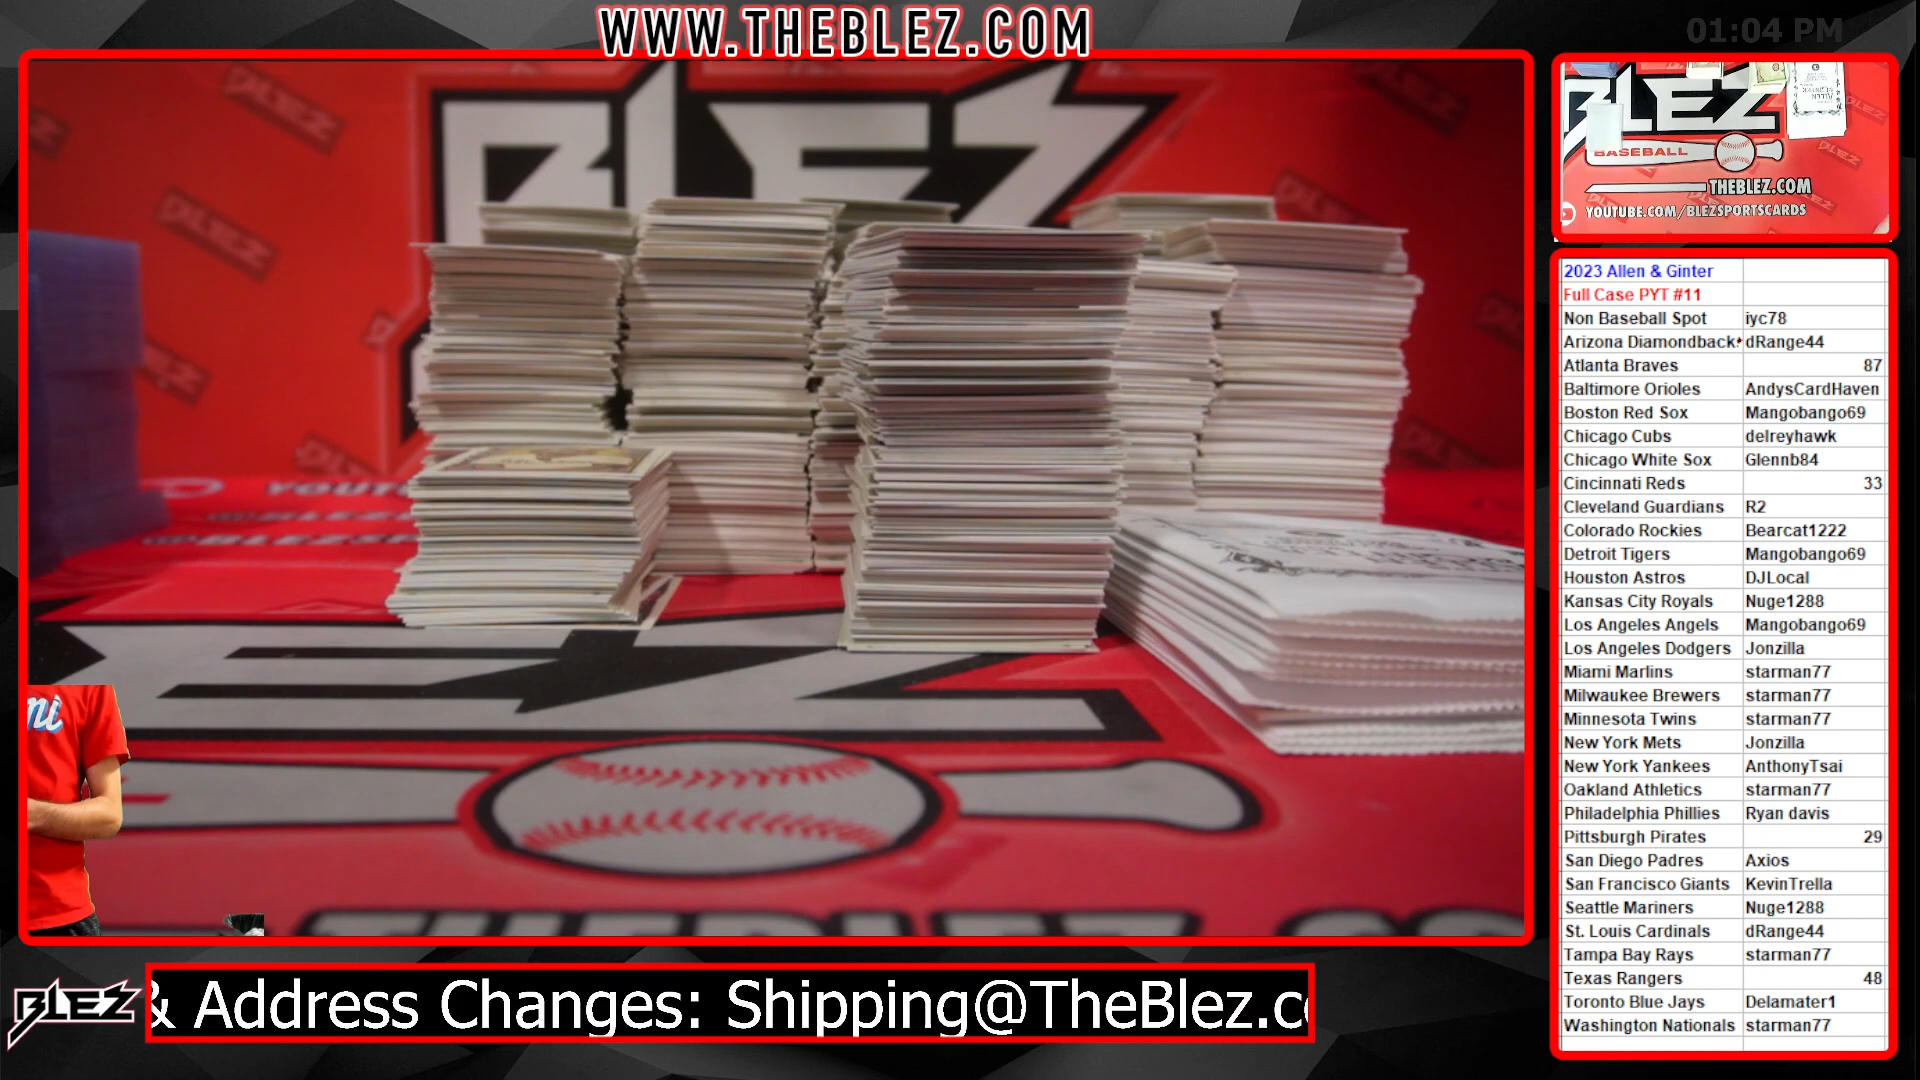 WWW.THEBLEZ.COM
01:04 PM
BLEZ
BLEZ
BASEBALL
THEBLEZ.COM
YOUTUBE.COM/BLEZSPORTSCARDS
2023 Allen & Ginter
Full Case PYT #11
Non Baseball Spot iyc78
Arizona Diamondback dRange44
Atlanta Braves 87
Baltimore Orioles AndysCardHaven
Boston Red Sox Mangobango69
Chicago Cubs delreyhawk
Chicago White Sox Glennb84
Cincinnati Reds 33
Cleveland Guardians R2
Colorado Rockies Bearcat1222
Detroit Tigers Mangobango69
Houston Astros DJLocal
Kansas City Royals Nuge1288
Los Angeles Angels Mangobango69
Los Angeles Dodgers Jonzilla
Miami Marlins starman77
Milwaukee Brewers starman77
Minnesota Twins starman77
New York Mets Jonzilla
New York Yankees AnthonyTsai
Oakland Athletics starman77
Philadelphia Phillies Ryan davis
Pittsburgh Pirates 29
San Diego Padres Axios
San Francisco Giants KevinTrella
Seattle Mariners Nuge1288
St. Louis Cardinals dRange44
Tampa Bay Rays starman77
Texas Rangers 48
Toronto Blue Jays Delamater1
Washington Nationals starman77
BLEZ
& Address Changes: Shipping@TheBlez.co